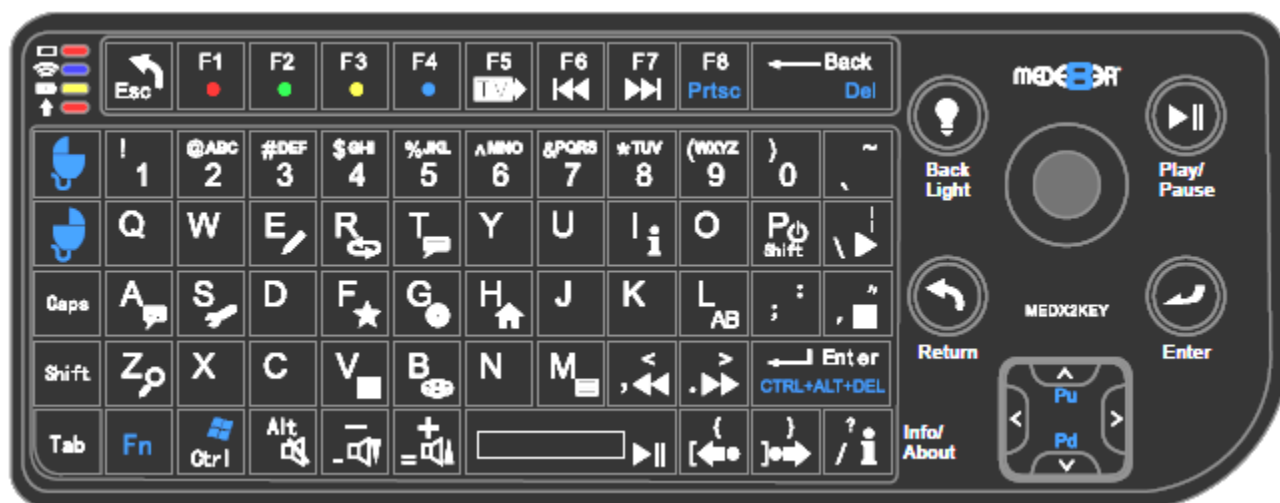 Esc F1 F2 F3 F4 F5 F6 F7 F8 Back
TV Prtsc Del
MEDE8ER
! @ABC #DEF $GHI %JKL ^MNO &PQRS *TUV (WXYZ ) ~
1 2 3 4 5 6 7 8 9 0 `
Back
Light
Play/
Pause
Q W E R T Y U I O P ¦
Shift \
Caps A S D F G H J K L : "
AB ; ,
MEDX2KEY
Return
Enter
Shift Z X C V B N M < > Enter
, . CTRL+ALT+DEL
Pu
Pd
Tab Fn Ctrl Alt — + { } ?
- = [ ] /
Info/
About